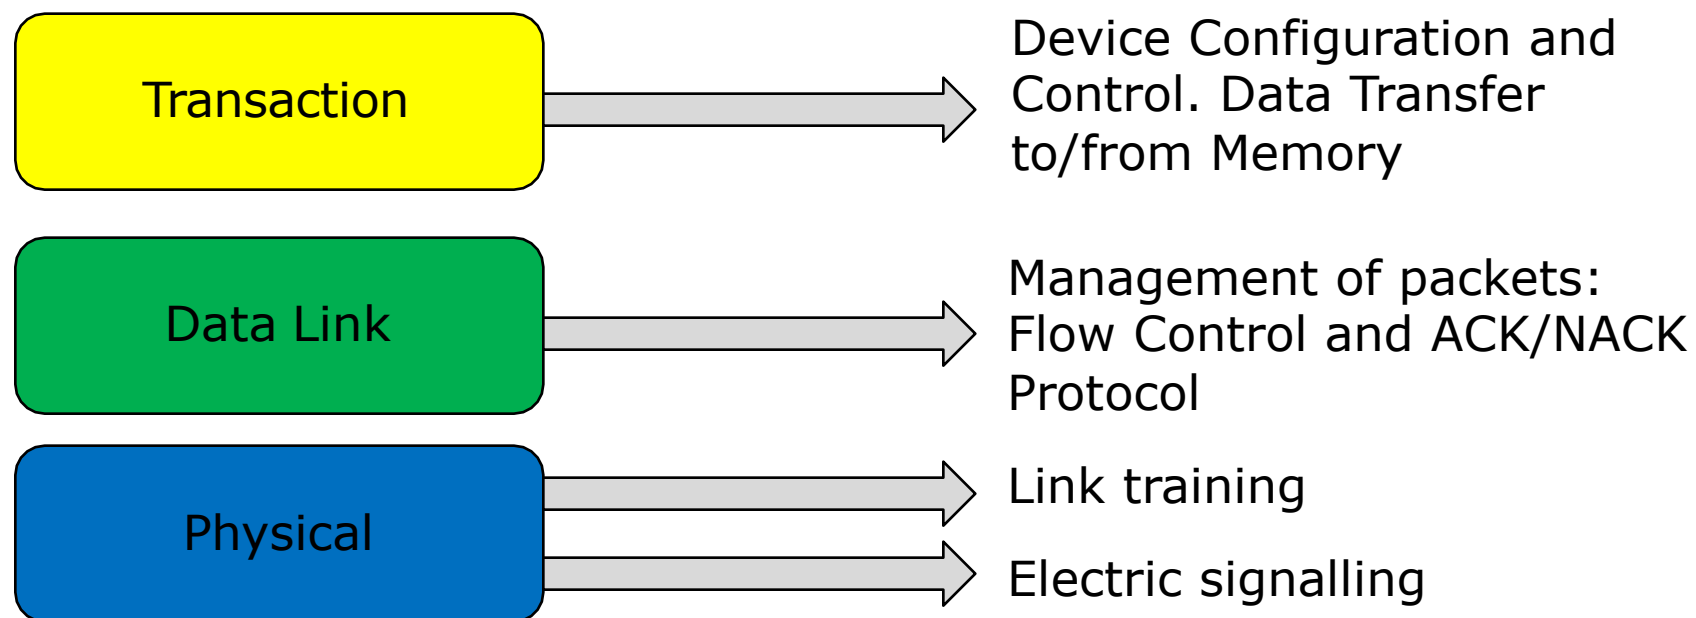 Transaction
Device Configuration and
Control. Data Transfer
to/from Memory
Data Link
Management of packets:
Flow Control and ACK/NACK
Protocol
Physical
Link training
Electric signalling